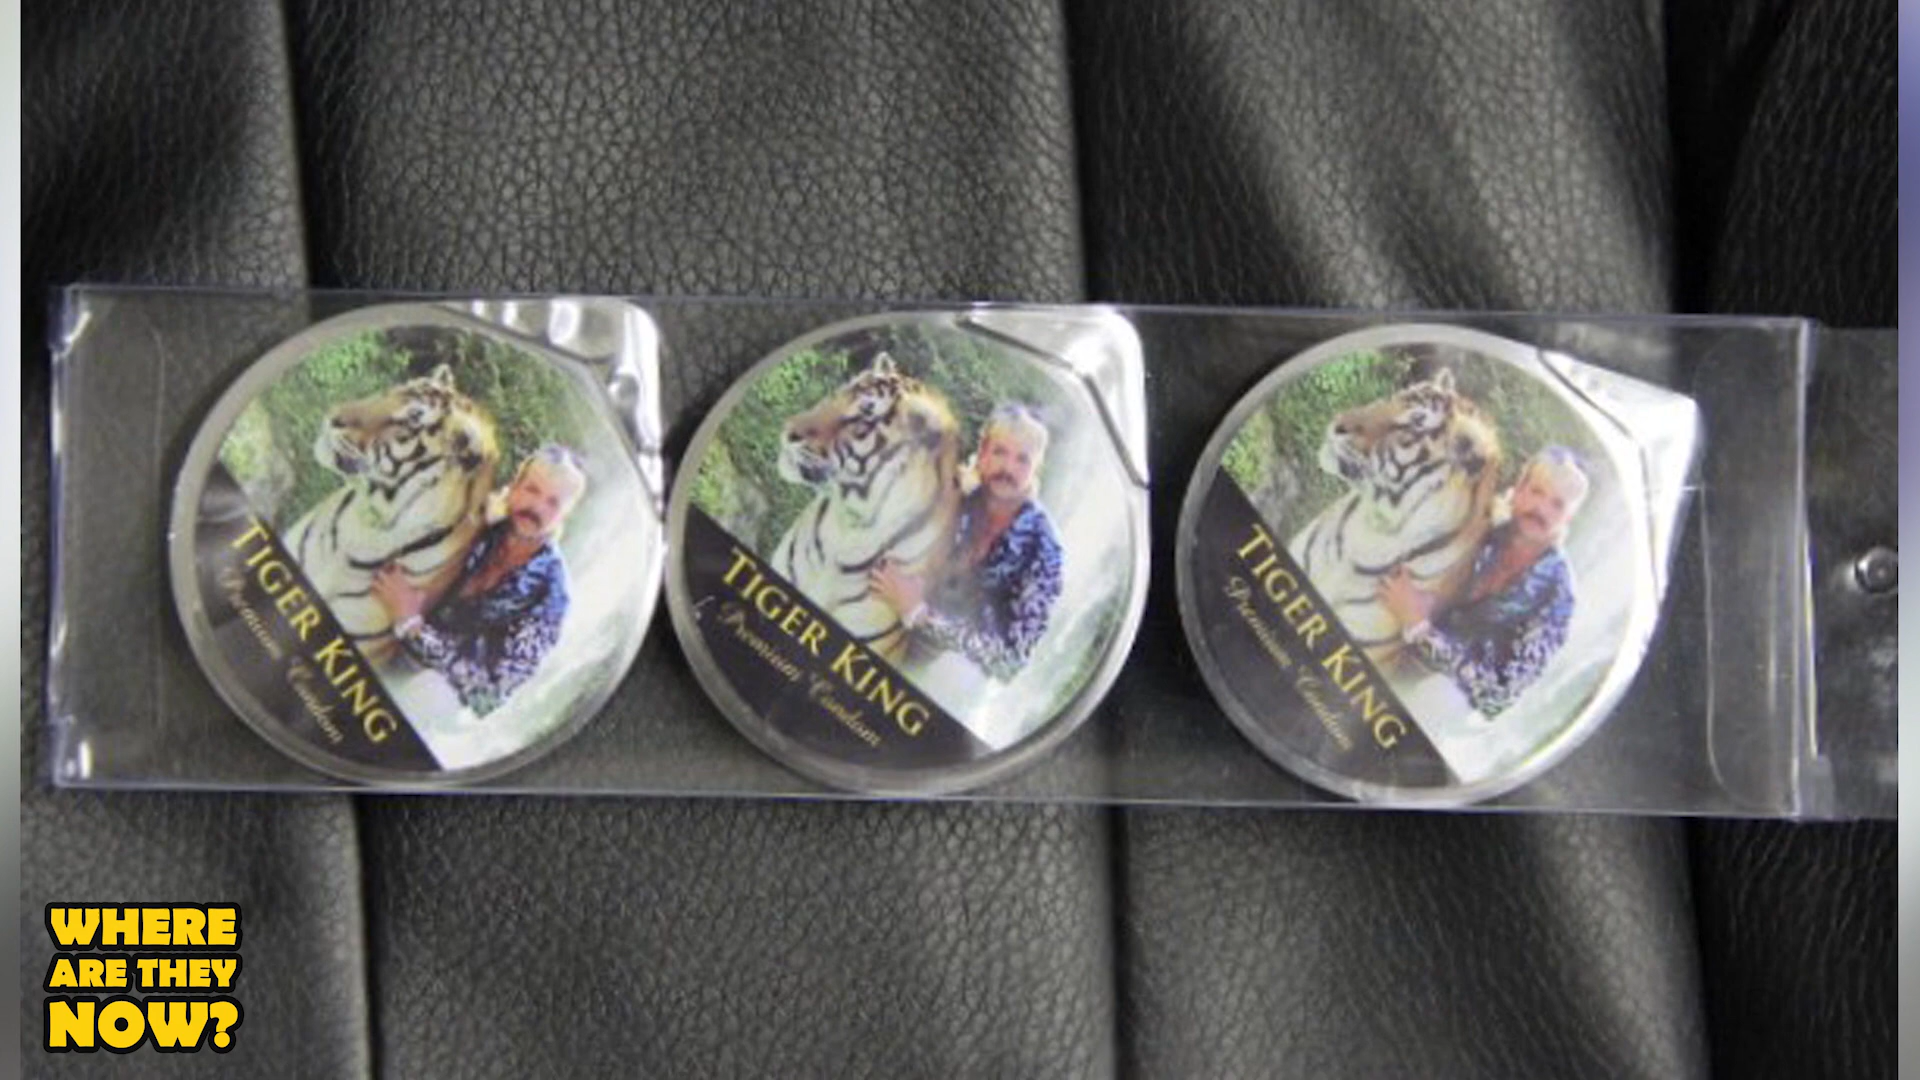 TIGER KING
Premium Condom
TIGER KING
Premium Condom
TIGER KING
Premium Condom
WHERE
ARE THEY
NOW?